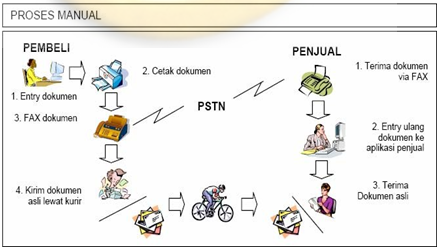 PROSES MANUAL
PEMBELI
PENJUAL
2. Cetak dokumen
1. Terima dokumen
via FAX
1. Entry dokumen
3. FAX dokumen
PSTN
2. Entry ulang
dokumen ke
aplikasi penjual
4. Kirim dokumen
asli lewat kurir
3. Terima
Dokumen asli